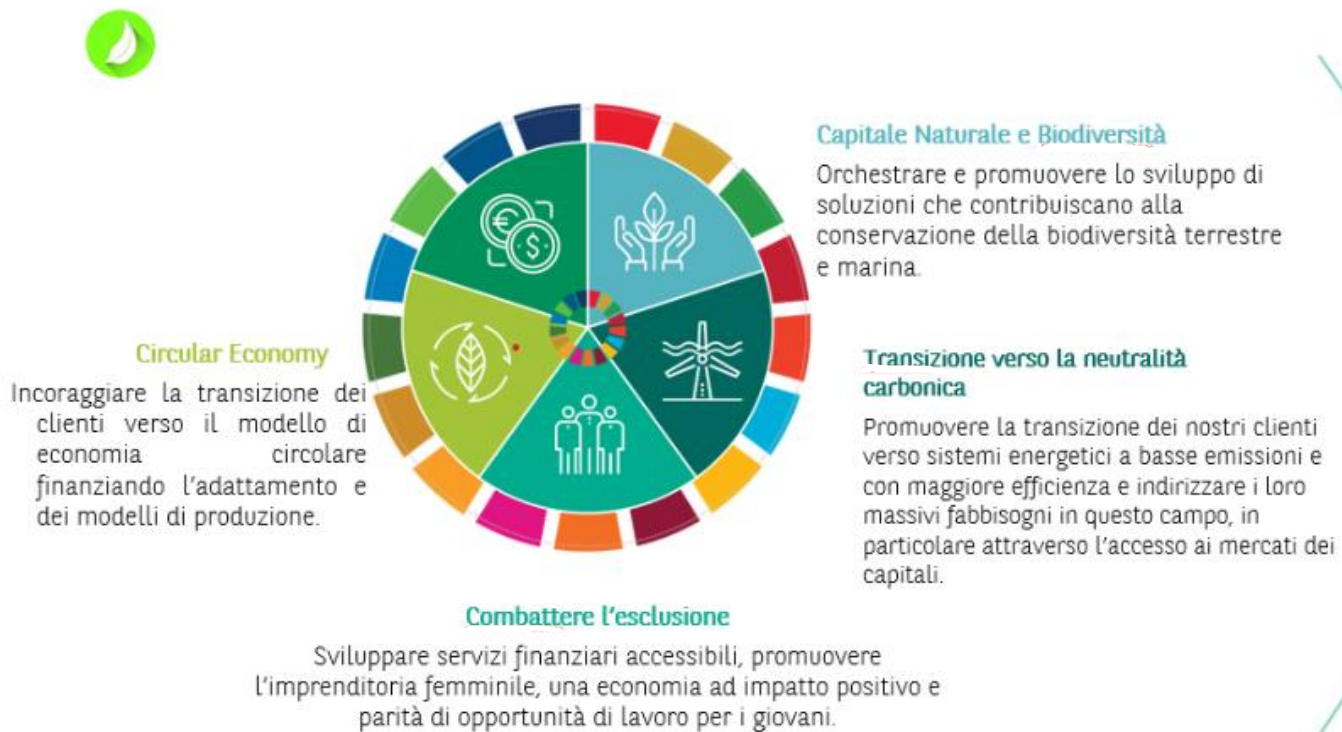 Capitale Naturale e Biodiversità
Orchestrare e promuovere lo sviluppo di
soluzioni che contribuiscano alla
conservazione della biodiversità terrestre
e marina.
Transizione verso la neutralità
carbonica
Promuovere la transizione dei nostri clienti
verso sistemi energetici a basse emissioni e
con maggiore efficienza e indirizzare i loro
massivi fabbisogni in questo campo, in
particolare attraverso l'accesso ai mercati dei
capitali.
Combattere l'esclusione
Sviluppare servizi finanziari accessibili, promuovere
l'imprenditoria femminile, una economia ad impatto positivo e
parità di opportunità di lavoro per i giovani.
Circular Economy
Incoraggiare la transizione dei
clienti verso il modello di
economia circolare
finanziando l'adattamento e
dei modelli di produzione.
€
$